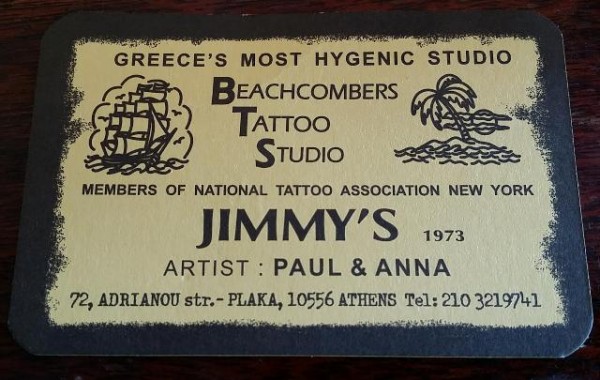 GREECE'S MOST HYGENIC STUDIO
BEACHCOMBERS
TATTOO
STUDIO
MEMBERS OF NATIONAL TATTOO ASSOCIATION NEW YORK
JIMMY'S 1973
ARTIST : PAUL & ANNA
72, ADRIANOU str.- PLAKA, 10556 ATHENS Tel: 210 3219741